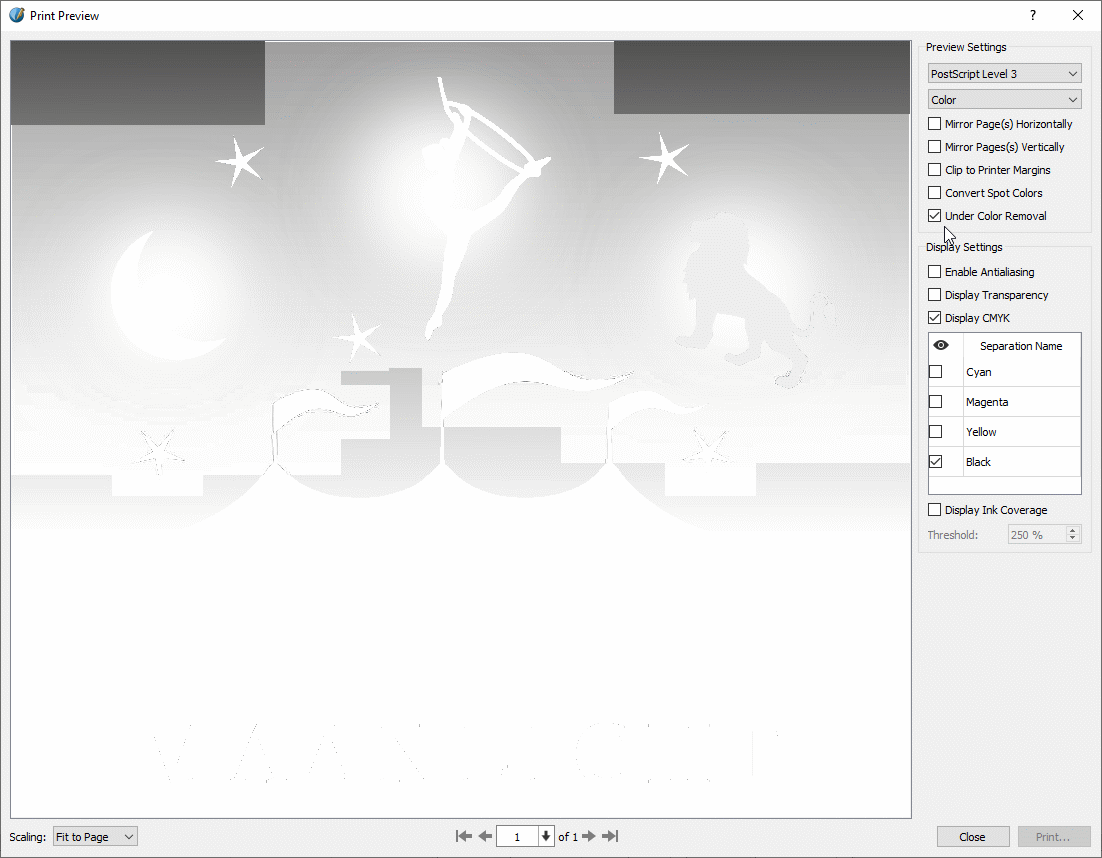 Print Preview
?
Preview Settings
PostScript Level 3
Color
Mirror Page(s) Horizontally
Mirror Pages(s) Vertically
Clip to Printer Margins
Convert Spot Colors
Under Color Removal
Display Settings
Enable Antialiasing
Display Transparency
Display CMYK
Separation Name
Cyan
Magenta
Yellow
Black
Display Ink Coverage
Threshold: 250 %
Scaling: Fit to Page 1 of 1 Close Print...